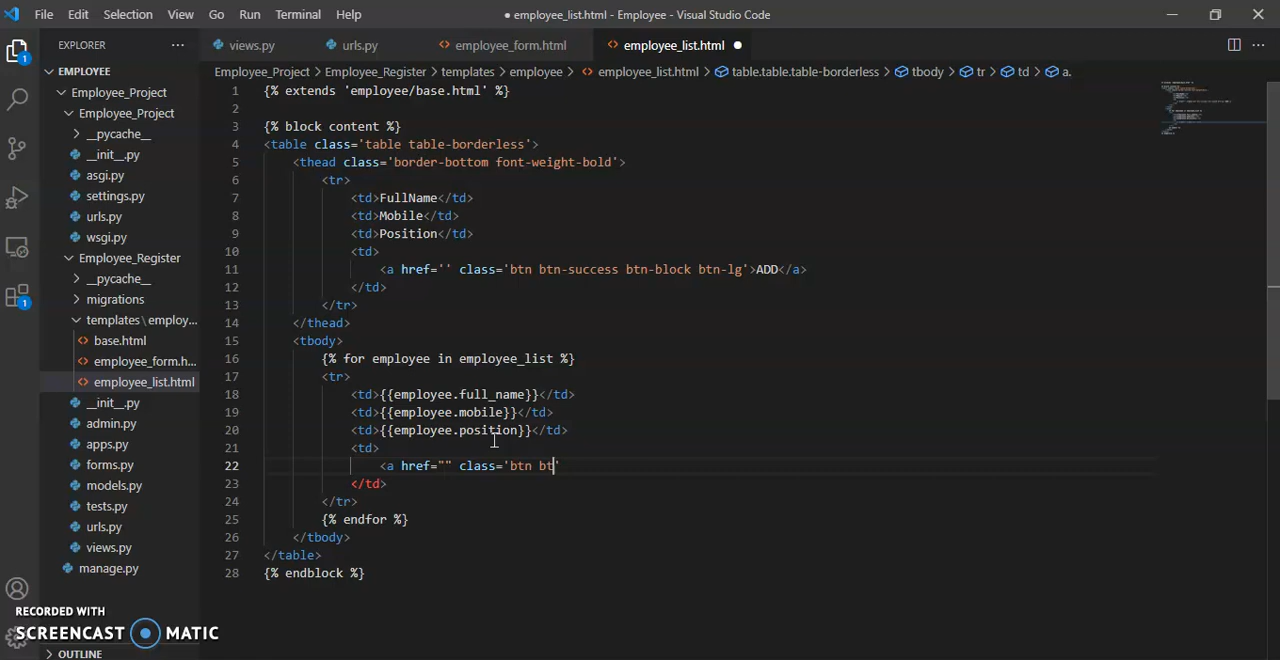 File Edit Selection View Go Run Terminal Help
● employee_list.html - Employee - Visual Studio Code
EXPLORER ···
views.py urls.py employee_form.html employee_list.html ●
EMPLOYEE
Employee_Project > Employee_Register > templates > employee > employee_list.html > table.table.table-borderless > tbody > tr > td > a.
Employee_Project
Employee_Project
__pycache__
__init__.py
asgi.py
settings.py
urls.py
wsgi.py
Employee_Register
__pycache__
migrations
templates\employ...
base.html
employee_form.h...
employee_list.html
__init__.py
admin.py
apps.py
forms.py
models.py
tests.py
urls.py
views.py
manage.py
OUTLINE
1
1
1 {% extends 'employee/base.html' %}
2
3 {% block content %}
4 <table class='table table-borderless'>
5 <thead class='border-bottom font-weight-bold'>
6 <tr>
7 <td>FullName</td>
8 <td>Mobile</td>
9 <td>Position</td>
10 <td>
11 <a href='' class='btn btn-success btn-block btn-lg'>ADD</a>
12 </td>
13 </tr>
14 </thead>
15 <tbody>
16 {% for employee in employee_list %}
17 <tr>
18 <td>{{employee.full_name}}</td>
19 <td>{{employee.mobile}}</td>
20 <td>{{employee.position}}</td>
21 <td>
22 <a href="" class='btn bt'
23 </td>
24 </tr>
25 {% endfor %}
26 </tbody>
27 </table>
28 {% endblock %}
RECORDED WITH
SCREENCAST MATIC